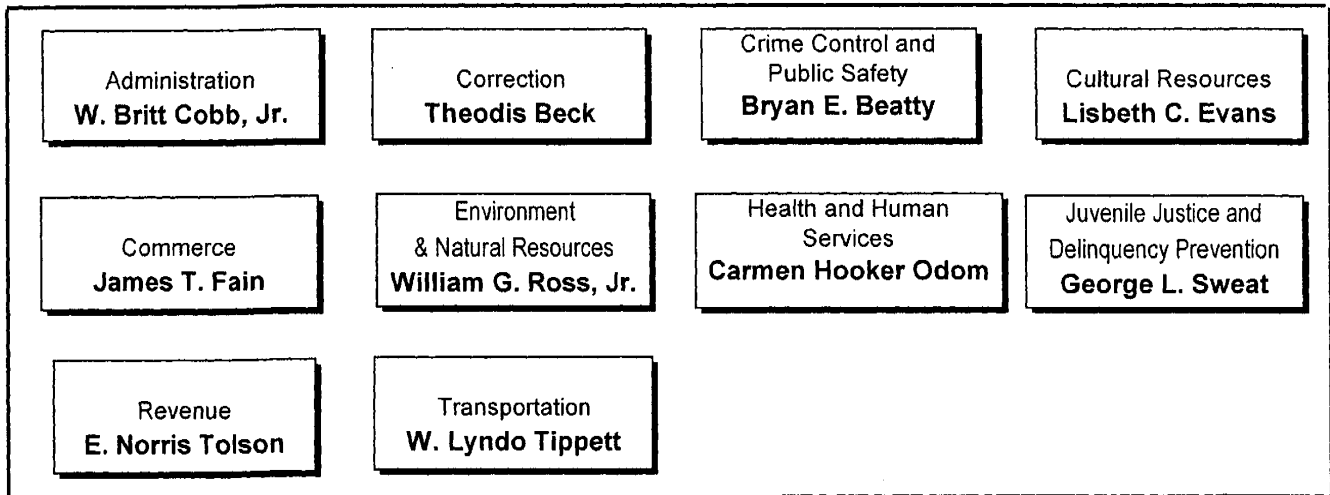 Administration
W. Britt Cobb, Jr.
Correction
Theodis Beck
Crime Control and
Public Safety
Bryan E. Beatty
Cultural Resources
Lisbeth C. Evans
Commerce
James T. Fain
Environment
& Natural Resources
William G. Ross, Jr.
Health and Human
Services
Carmen Hooker Odom
Juvenile Justice and
Delinquency Prevention
George L. Sweat
Revenue
E. Norris Tolson
Transportation
W. Lyndo Tippett